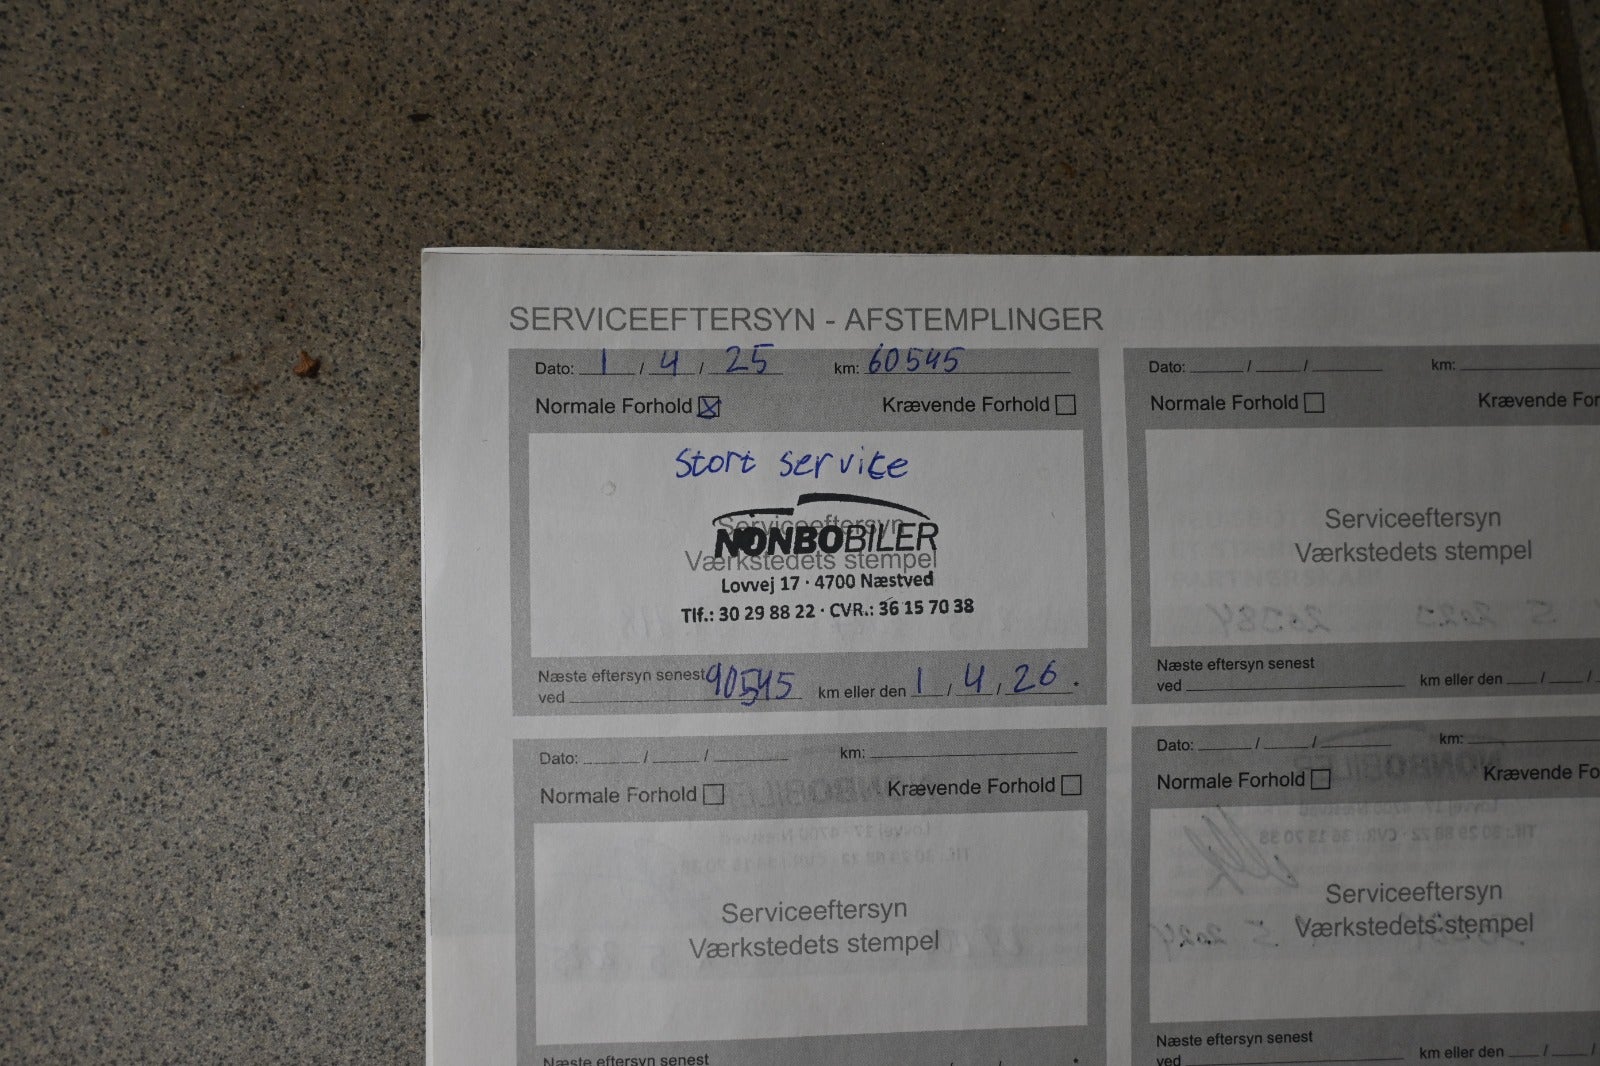 SERVICEEFTERSYN - AFSTEMPLINGER
Dato: 1 / 4 / 25 km: 60545
Normale Forhold Krævende Forhold
Stort service
Serviceeftersyn
NONBOBILER
Værkstedets stempel
Lovvej 17 · 4700 Næstved
Tlf.: 30 29 88 22 · CVR.: 36 15 70 38
Næste eftersyn senest
ved 90545 km eller den 1 / 4 / 26.
Dato: / / km:
Normale Forhold Krævende
Serviceeftersyn
Værkstedets stempel
Næste eftersyn senest
ved km eller den / /
Dato: / / km:
Normale Forhold Krævende Forhold
Serviceeftersyn
Værkstedets stempel
Næste eftersyn senest
Dato: / / km:
Normale Forhold Krævende
Serviceeftersyn
Værkstedets stempel
Næste eftersyn senest
ved km eller den / /